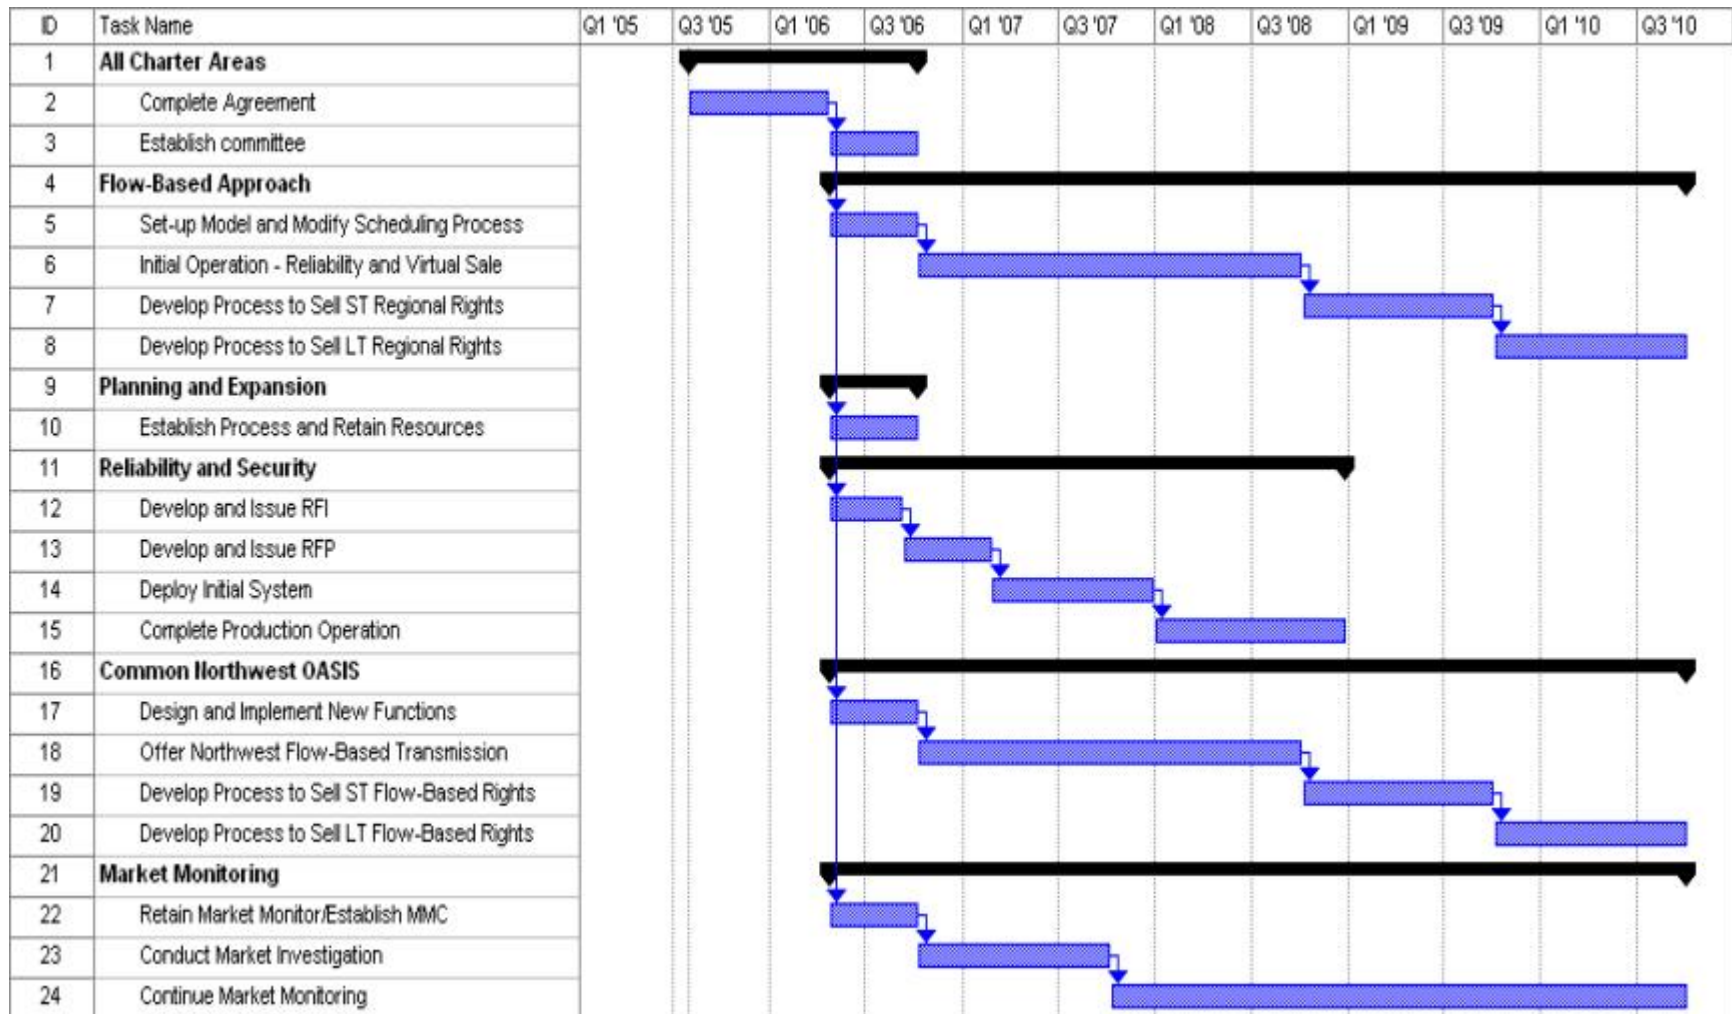 ID Task Name Q1 '05 Q3 '05 Q1 '06 Q3 '06 Q1 '07 Q3 '07 Q1 '08 Q3 '08 Q1 '09 Q3 '09 Q1 '10 Q3 '10
1 All Charter Areas
2 Complete Agreement
3 Establish committee
4 Flow-Based Approach
5 Set-up Model and Modify Scheduling Process
6 Initial Operation - Reliability and Virtual Sale
7 Develop Process to Sell ST Regional Rights
8 Develop Process to Sell LT Regional Rights
9 Planning and Expansion
10 Establish Process and Retain Resources
11 Reliability and Security
12 Develop and Issue RFI
13 Develop and Issue RFP
14 Deploy Initial System
15 Complete Production Operation
16 Common Northwest OASIS
17 Design and Implement New Functions
18 Offer Northwest Flow-Based Transmission
19 Develop Process to Sell ST Flow-Based Rights
20 Develop Process to Sell LT Flow-Based Rights
21 Market Monitoring
22 Retain Market Monitor/Establish MMC
23 Conduct Market Investigation
24 Continue Market Monitoring